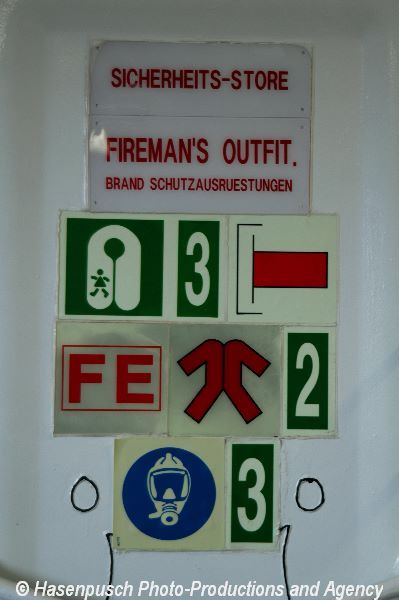 SICHERHEITS-STORE
FIREMAN'S OUTFIT.
BRAND SCHUTZAUSRUESTUNGEN
3
FE 2
3
© Hasenpusch Photo-Productions and Agency